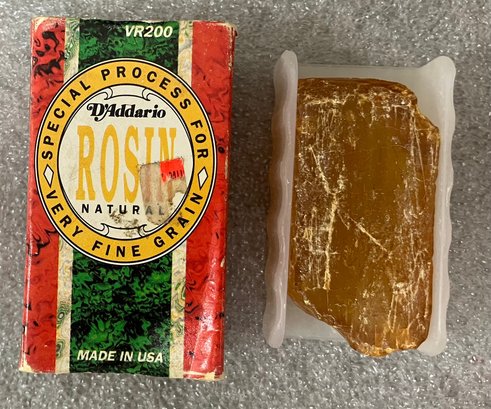 VR200
SPECIAL PROCESS FOR
D'Addario
ROSIN
NATURAL
VERY FINE GRAIN
MADE IN USA